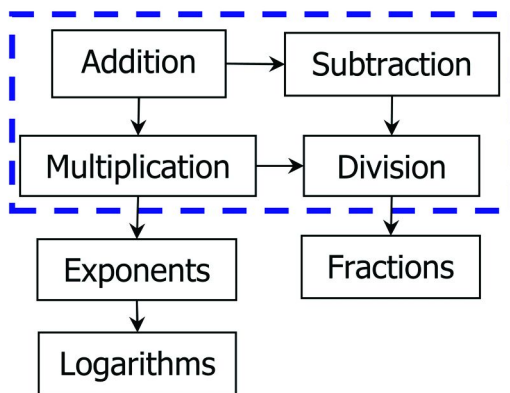 Addition
Subtraction
Multiplication
Division
Exponents
Fractions
Logarithms